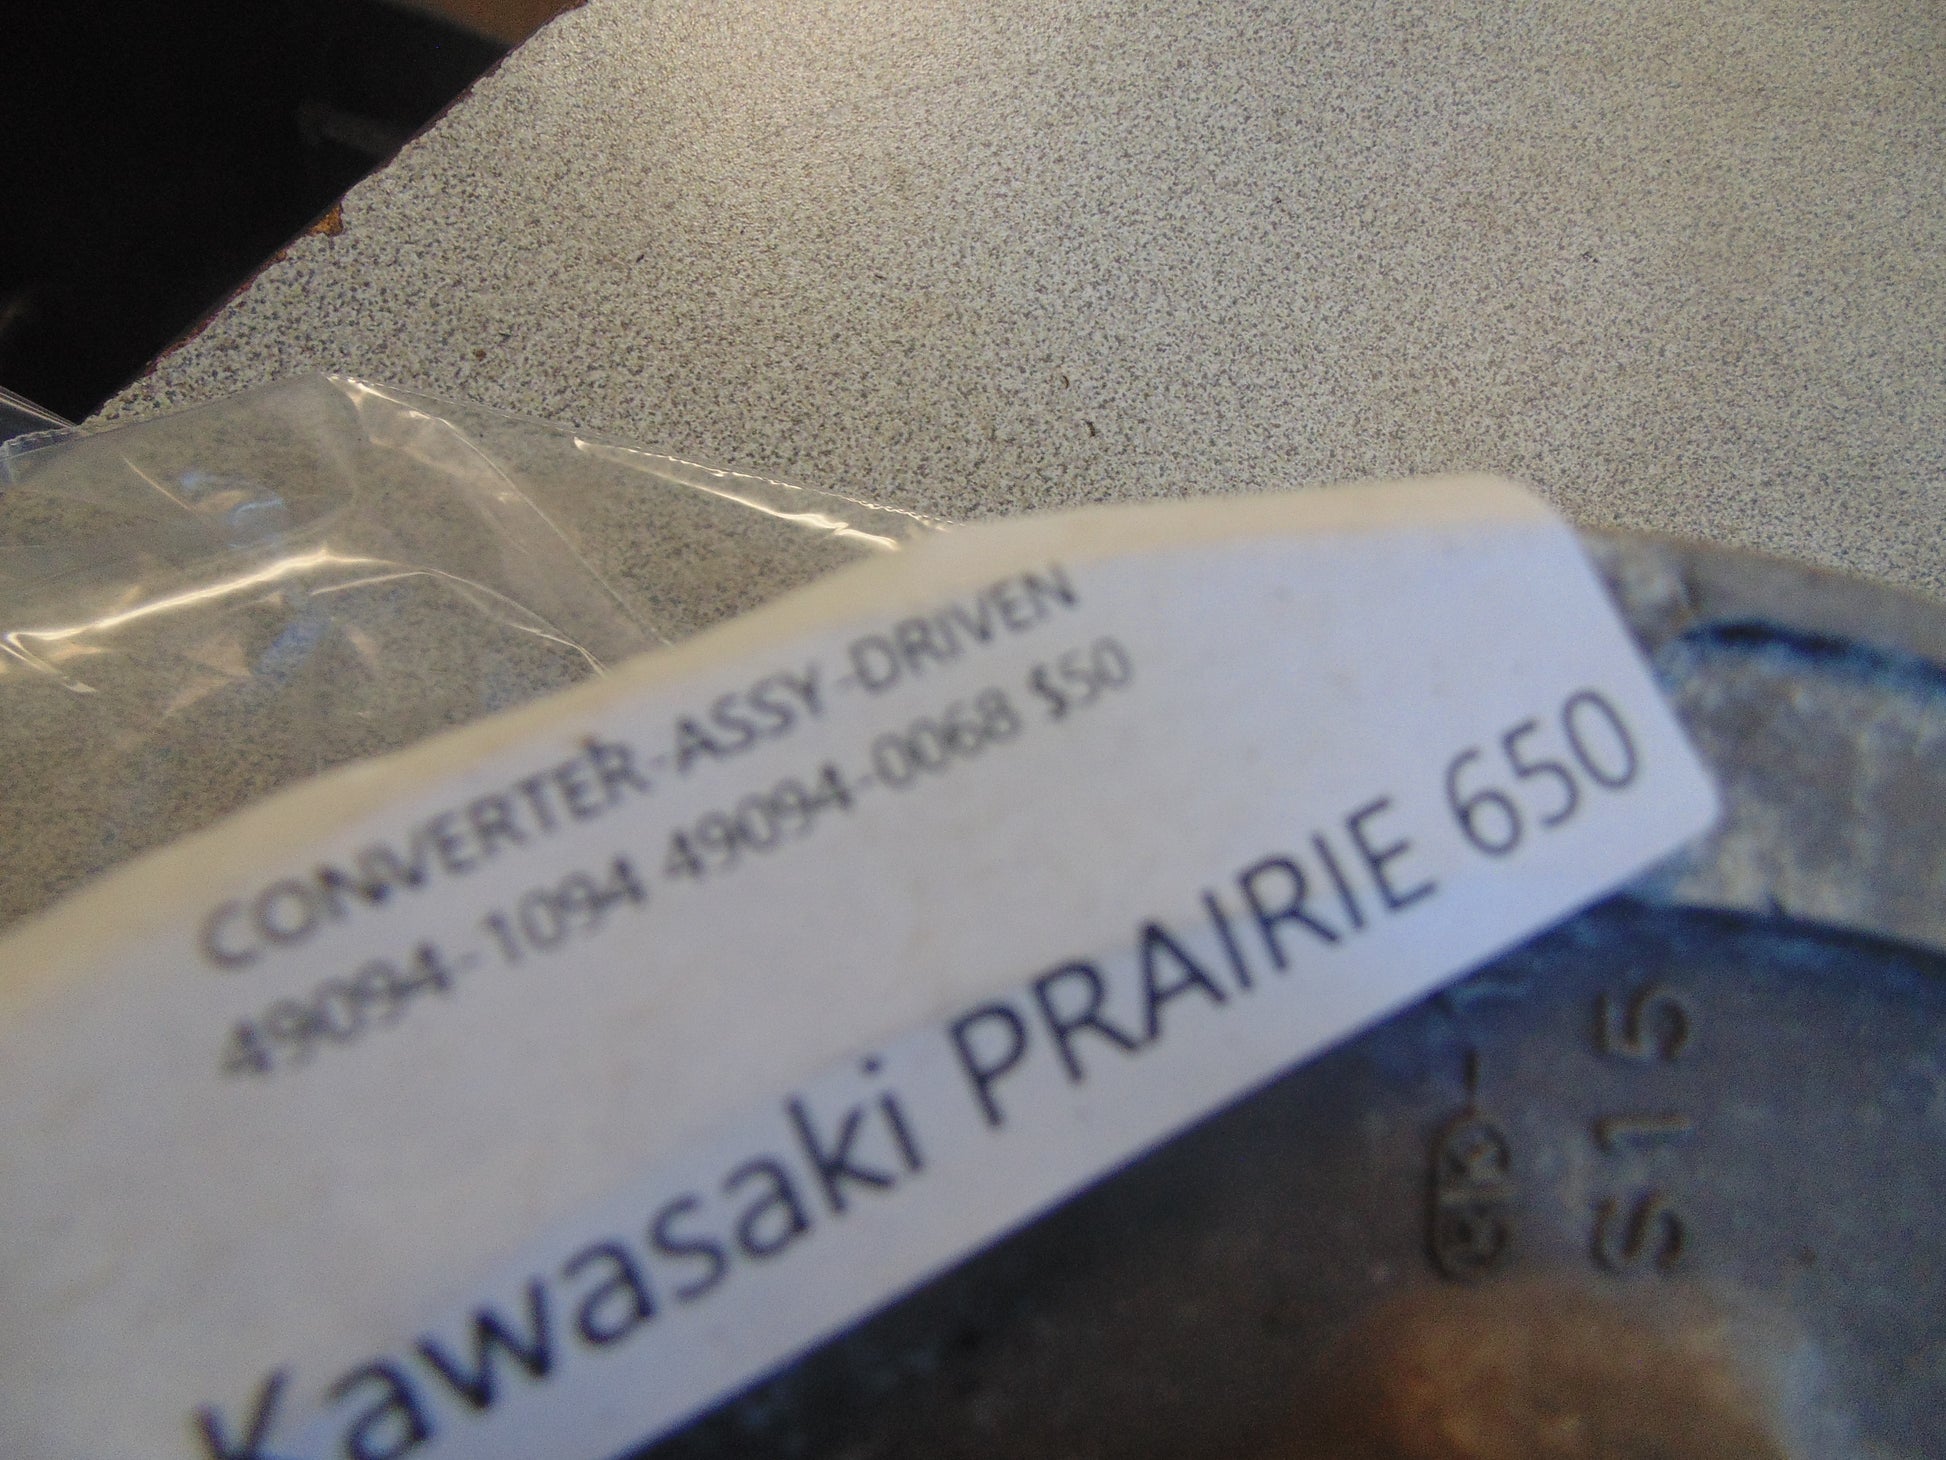 CONVERTER-ASSY-DRIVEN
49094-1094 49094-0068 $50
Kawasaki PRAIRIE 650
S15